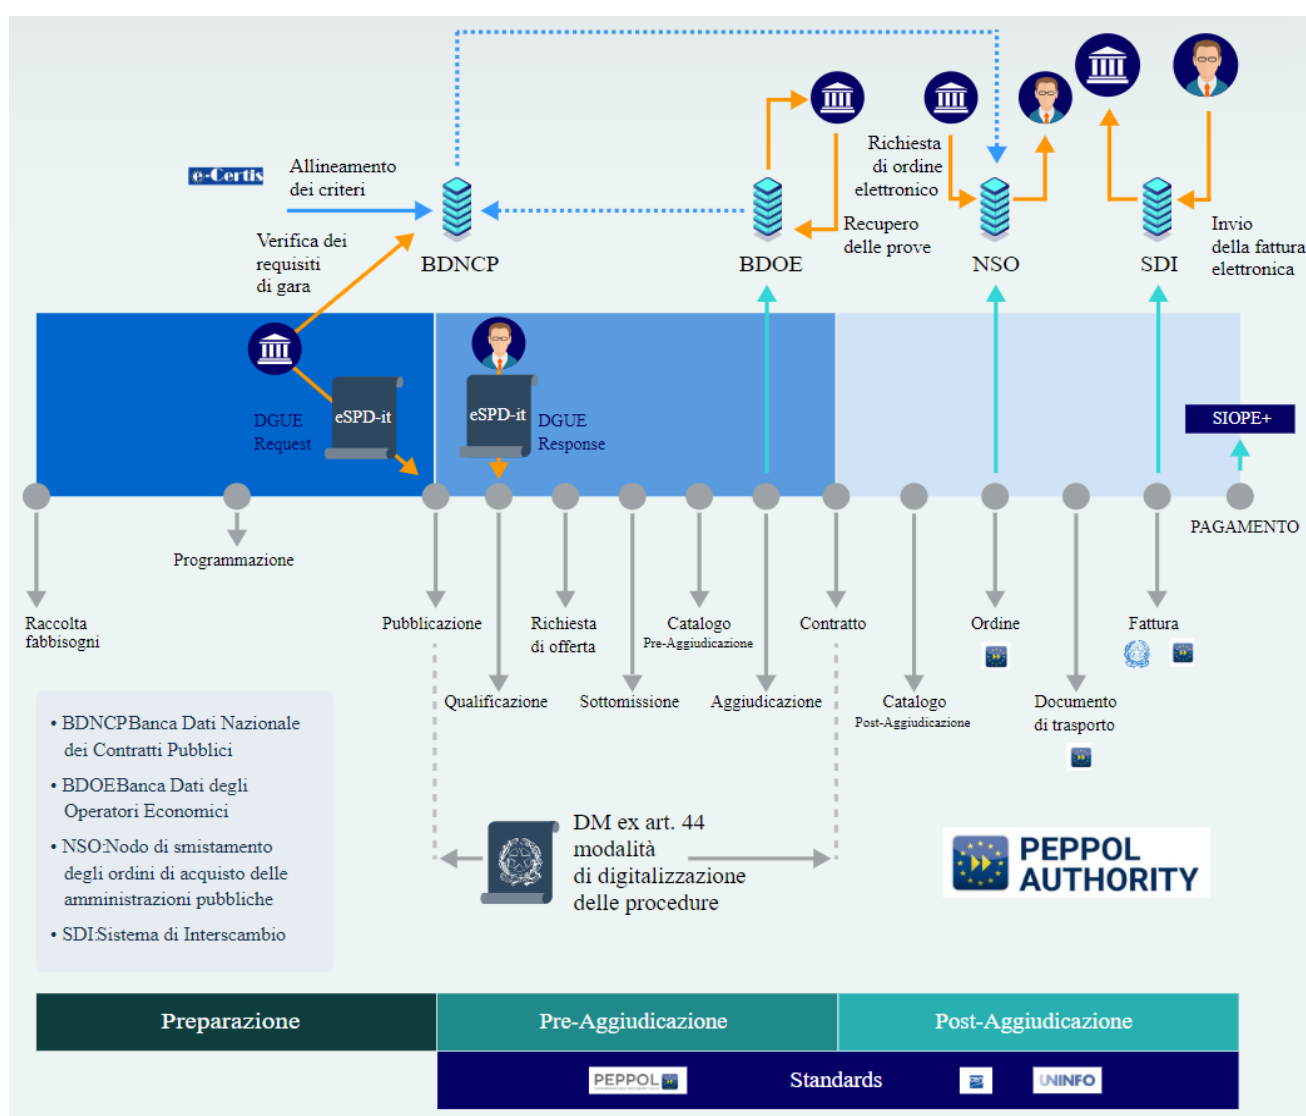 e-Certis
Allineamento
dei criteri
Verifica dei
requisiti
di gara
BDNCP
BDOE
Recupero
delle prove
Richiesta
di ordine
elettronico
NSO
SDI
Invio
della fattura
elettronica
DGUE
Request
eSPD-it
eSPD-it
DGUE
Response
SIOPE+
PAGAMENTO
Programmazione
Raccolta
fabbisogni
Pubblicazione
Richiesta
di offerta
Catalogo
Pre-Aggiudicazione
Contratto
Ordine
Fattura
Qualificazione
Sottomissione
Aggiudicazione
Catalogo
Post-Aggiudicazione
Documento
di trasporto
• BDNCPBanca Dati Nazionale
dei Contratti Pubblici
• BDOEBanca Dati degli
Operatori Economici
• NSO:Nodo di smistamento
degli ordini di acquisto delle
amministrazioni pubbliche
• SDI:Sistema di Interscambio
DM ex art. 44
modalità
di digitalizzazione
delle procedure
PEPPOL
AUTHORITY
Preparazione
Pre-Aggiudicazione
Post-Aggiudicazione
PEPPOL
Standards
UNINFO